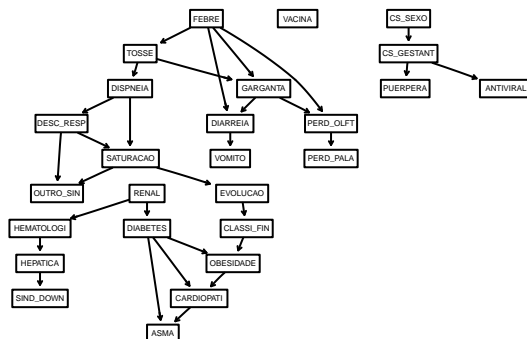 FEBRE VACINA CS_SEXO
TOSSE CS_GESTANT
DISPNEIA GARGANTA PUERPERA ANTIVIRAL
DESC_RESP DIARREIA PERD_OLFT
SATURACAO VOMITO PERD_PALA
OUTRO_SIN RENAL EVOLUCAO
HEMATOLOGI DIABETES CLASSI_FIN
HEPATICA OBESIDADE
SIND_DOWN CARDIOPATI
ASMA